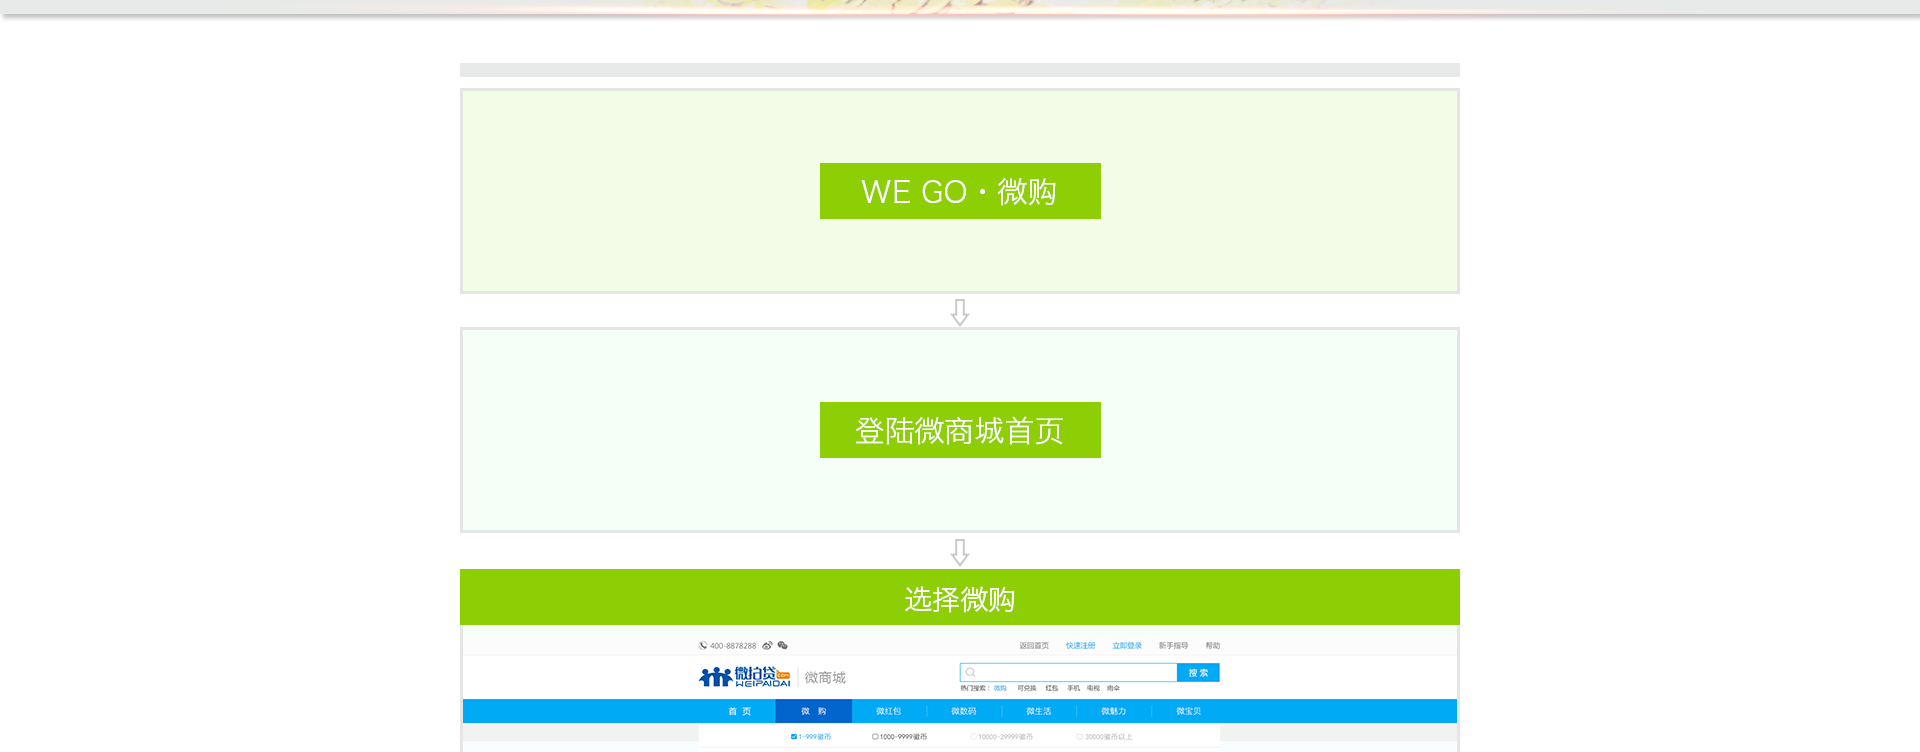 WE GO·微购
登陆微商城首页
选择微购
400-8878288 返回首页 快速注册 立即登录 新手指导 帮助
微拍贷.com WEIPAIDAI 微商城 搜索
热门搜索： 微购 可兑换 红包 手机 电视 雨伞
首 页 微 购 微红包 微数码 微生活 微魅力 微宝贝
1-999徽币 1000-9999徽币 10000-29999徽币 30000徽币以上